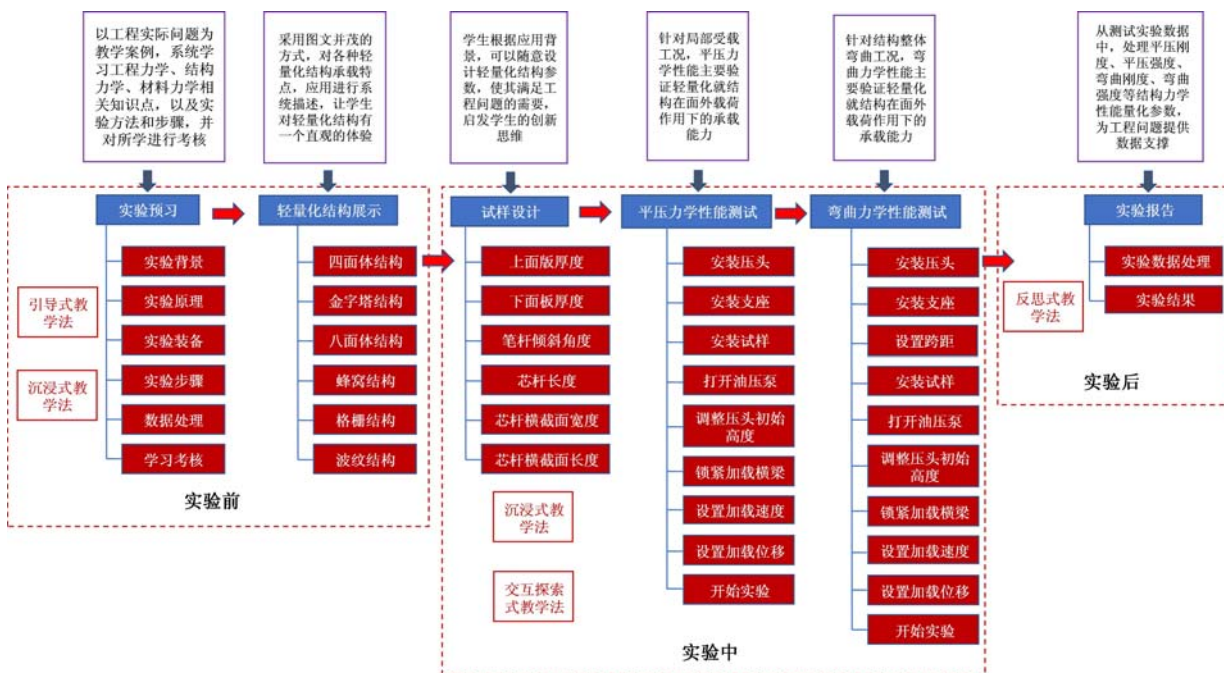 以工程实际问题为
教学案例，系统学
习工程力学、结构
力学、材料力学相
关知识点，以及实
验方法和步骤，并
对所学进行考核
采用图文并茂的
方式，对各种轻
量化结构承载特
点，应用进行系
统描述，让学生
对轻量化结构有
一个直观的体验
学生根据应用背
景，可以随意设
计轻量化结构参
数，使其满足工
程问题的需要，
启发学生的创新
思维
针对局部受载
工况，平压力
学性能主要验
证轻量化就结
构在面外载荷
作用下的承载
能力
针对结构整体
弯曲工况，弯
曲力学性能主
要验证轻量化
就结构在面外
载荷作用下的
承载能力
从测试实验数据
中，处理平压刚
度、平压强度、
弯曲刚度、弯曲
强度等结构力学
性能量化参数，
为工程问题提供
数据支撑
实验预习
轻量化结构展示
试样设计
平压力学性能测试
弯曲力学性能测试
实验报告
实验背景
实验原理
实验装备
实验步骤
数据处理
学习考核
引导式教
学法
沉浸式教
学法
四面体结构
金字塔结构
八面体结构
蜂窝结构
格栅结构
波纹结构
实验前
上面版厚度
下面板厚度
笔杆倾斜角度
芯杆长度
芯杆横截面宽度
芯杆横截面长度
沉浸式教
学法
交互探索
式教学法
安装压头
安装支座
安装试样
打开油压泵
调整压头初始
高度
锁紧加载横梁
设置加载速度
设置加载位移
开始实验
安装压头
安装支座
设置跨距
安装试样
打开油压泵
调整压头初始
高度
锁紧加载横梁
设置加载速度
设置加载位移
开始实验
实验中
实验数据处理
实验结果
反思式教
学法
实验后